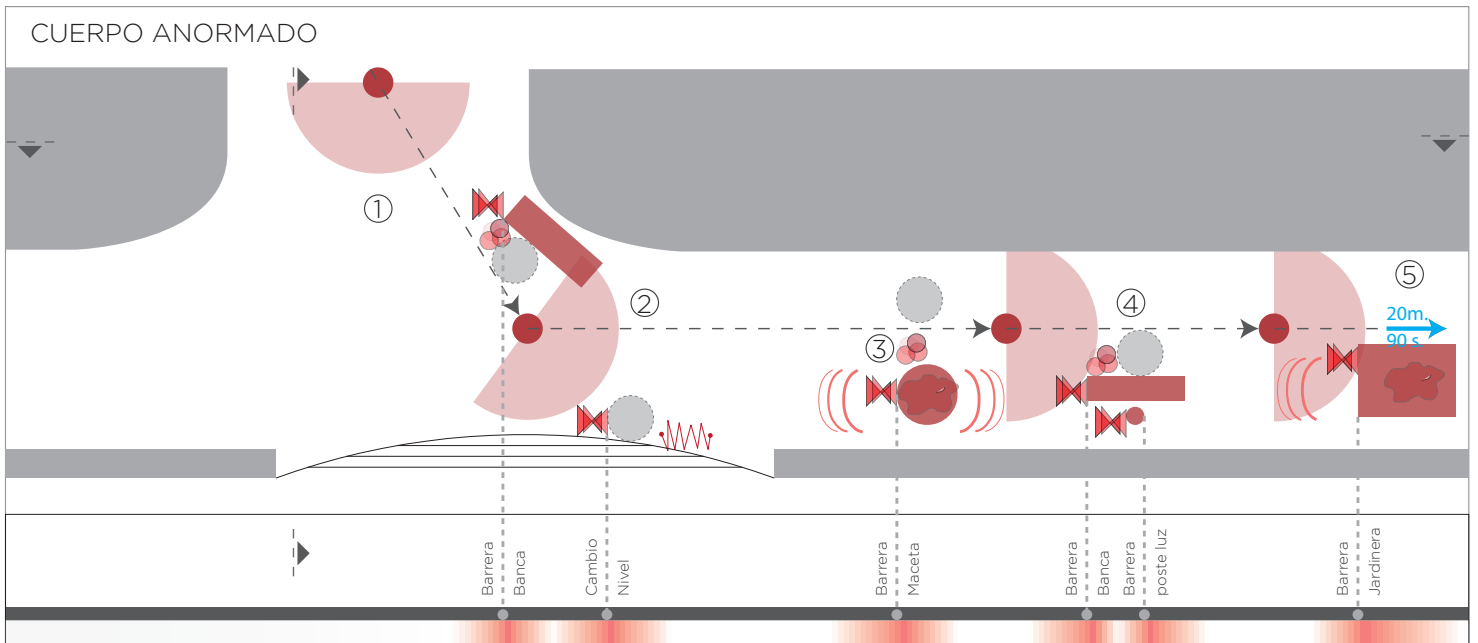 CUERPO ANORMADO
①
②
③
④
⑤
20m.
90 s.
Barrera
Banca
Cambio
Nivel
Barrera
Maceta
Barrera
Banca
Barrera
poste luz
Barrera
Jardinera